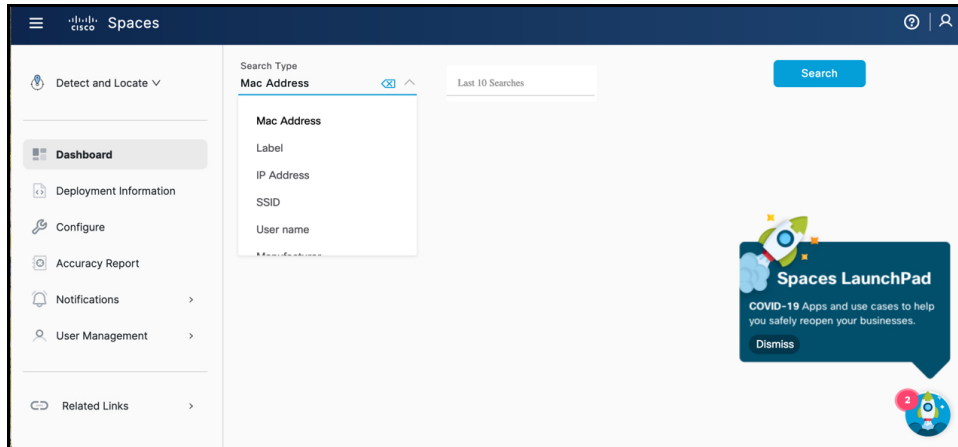 cisco Spaces
Detect and Locate
Dashboard
Deployment Information
Configure
Accuracy Report
Notifications
User Management
Related Links
Search Type
Mac Address
Last 10 Searches
Search
Mac Address
Label
IP Address
SSID
User name
Manufacturer
Spaces LaunchPad
COVID-19 Apps and use cases to help
you safely reopen your businesses.
Dismiss
2